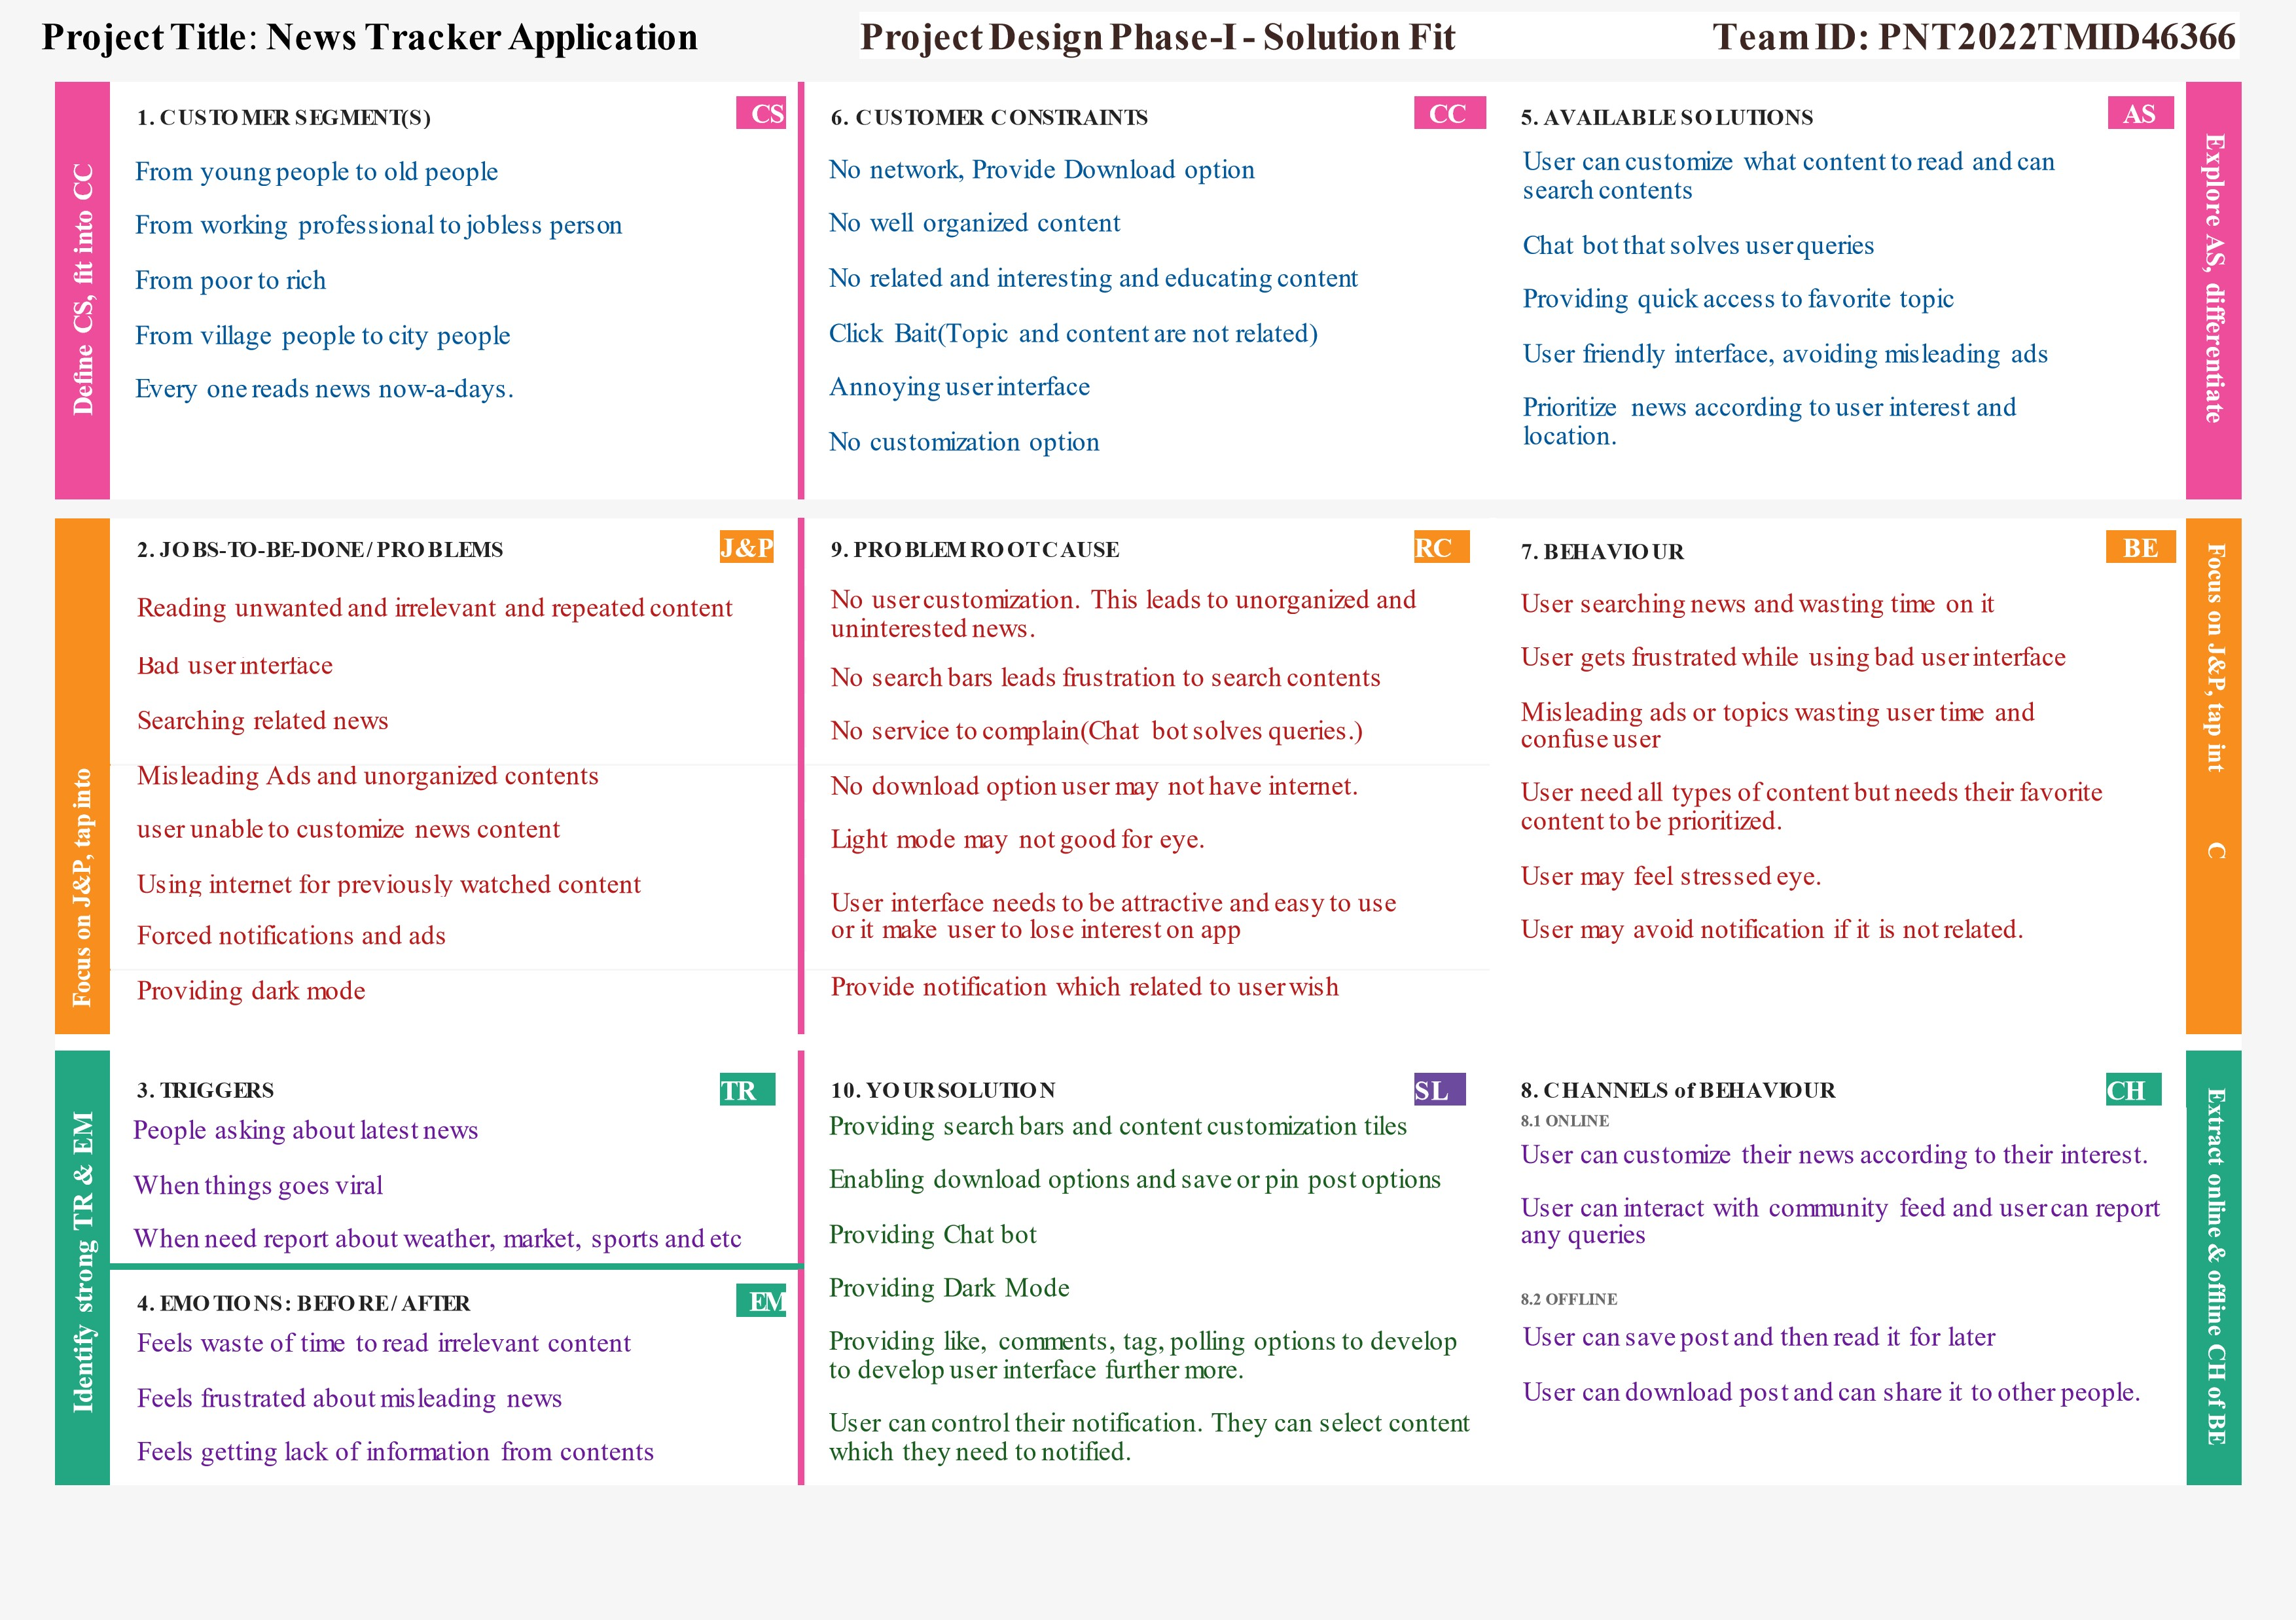 Project Title: News Tracker Application
Project Design Phase-I - Solution Fit
Team ID: PNT2022TMID46366
Define CS, fit into CC
1. CUSTOMER SEGMENT(S)
CS
From young people to old people
From working professional to jobless person
From poor to rich
From village people to city people
Every one reads news now-a-days.
6. CUSTOMER CONSTRAINTS
CC
No network, Provide Download option
No well organized content
No related and interesting and educating content
Click Bait(Topic and content are not related)
Annoying user interface
No customization option
5. AVAILABLE SOLUTIONS
AS
User can customize what content to read and can
search contents
Chat bot that solves user queries
Providing quick access to favorite topic
User friendly interface, avoiding misleading ads
Prioritize news according to user interest and
location.
Explore AS, differentiate
Focus on J&P, tap into
2. JOBS-TO-BE-DONE / PROBLEMS
J&P
Reading unwanted and irrelevant and repeated content
Bad user interface
Searching related news
Misleading Ads and unorganized contents
user unable to customize news content
Using internet for previously watched content
Forced notifications and ads
Providing dark mode
9. PROBLEM ROOT CAUSE
RC
No user customization. This leads to unorganized and
uninterested news.
No search bars leads frustration to search contents
No service to complain(Chat bot solves queries.)
No download option user may not have internet.
Light mode may not good for eye.
User interface needs to be attractive and easy to use
or it make user to lose interest on app
Provide notification which related to user wish
7. BEHAVIOUR
BE
User searching news and wasting time on it
User gets frustrated while using bad user interface
Misleading ads or topics wasting user time and
confuse user
User need all types of content but needs their favorite
content to be prioritized.
User may feel stressed eye.
User may avoid notification if it is not related.
Focus on J&P, tap int C
Identify strong TR & EM
3. TRIGGERS
TR
People asking about latest news
When things goes viral
When need report about weather, market, sports and etc
4. EMOTIONS: BEFORE / AFTER
EM
Feels waste of time to read irrelevant content
Feels frustrated about misleading news
Feels getting lack of information from contents
10. YOUR SOLUTION
SL
Providing search bars and content customization tiles
Enabling download options and save or pin post options
Providing Chat bot
Providing Dark Mode
Providing like, comments, tag, polling options to develop
to develop user interface further more.
User can control their notification. They can select content
which they need to notified.
8. CHANNELS of BEHAVIOUR
CH
8.1 ONLINE
User can customize their news according to their interest.
User can interact with community feed and user can report
any queries
8.2 OFFLINE
User can save post and then read it for later
User can download post and can share it to other people.
Extract online & offline CH of BE